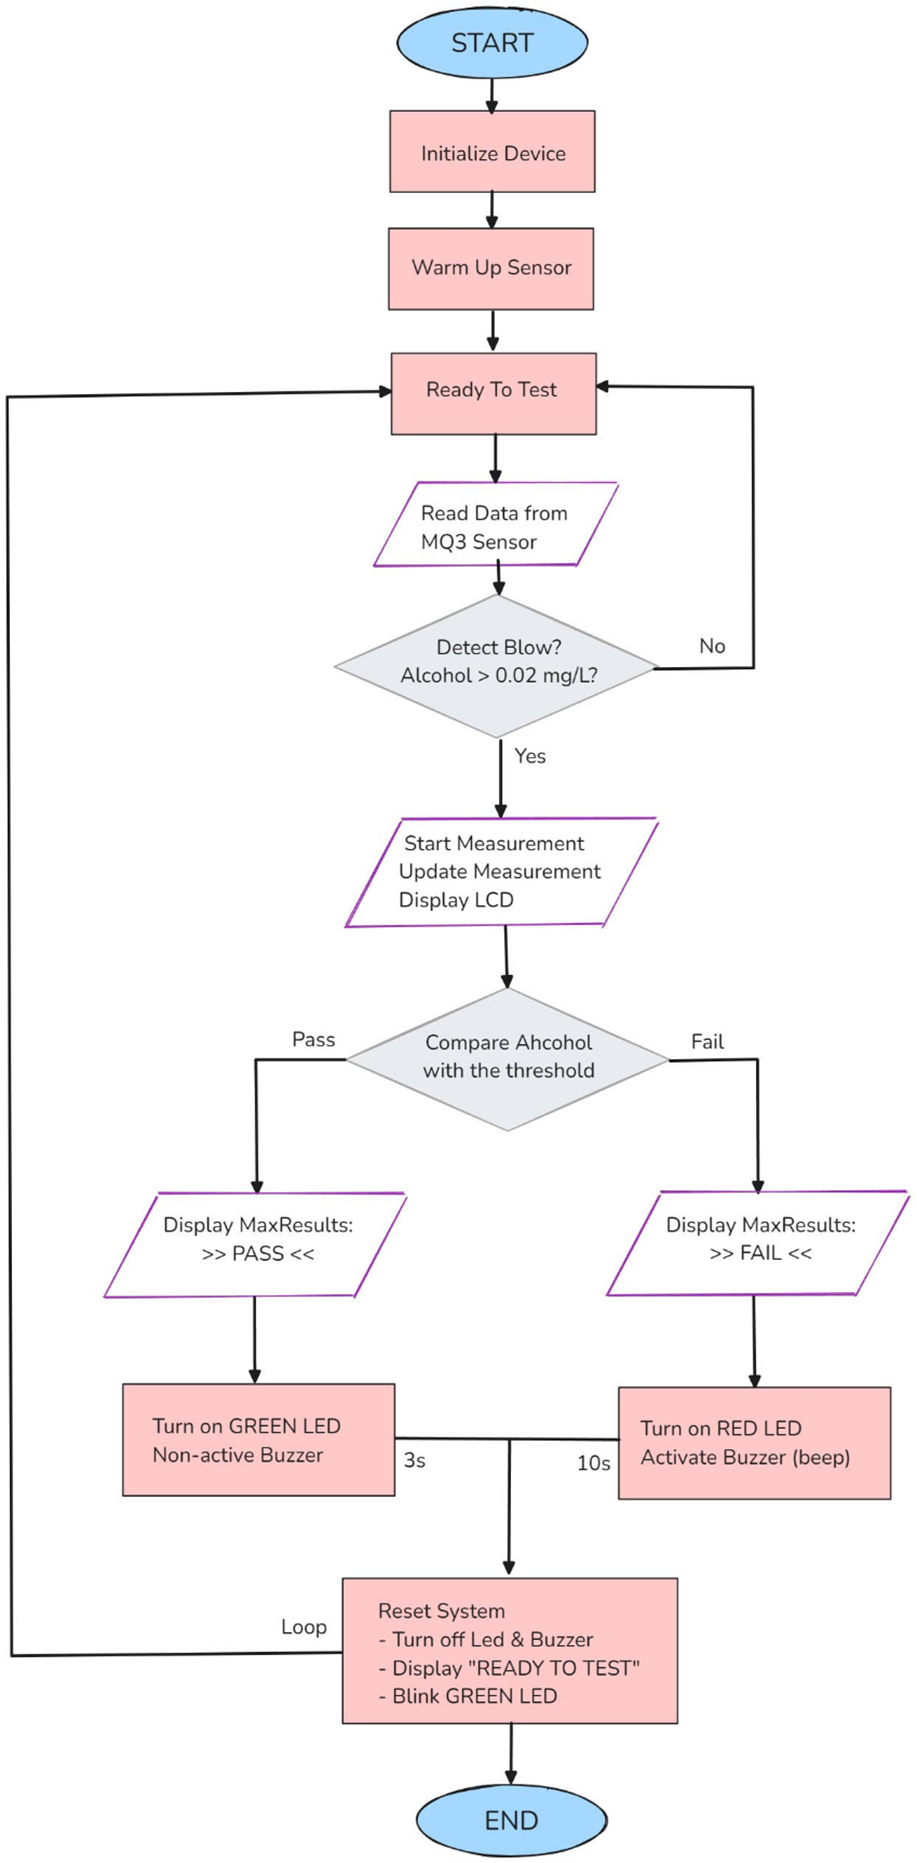 START
Initialize Device
Warm Up Sensor
Ready To Test
Read Data from
MQ3 Sensor
Detect Blow?
Alcohol > 0.02 mg/L?
No
Yes
Start Measurement
Update Measurement
Display LCD
Compare Ahcohol
with the threshold
Pass
Fail
Display MaxResults:
>> PASS <<
Display MaxResults:
>> FAIL <<
Turn on GREEN LED
Non-active Buzzer
3s
10s
Turn on RED LED
Activate Buzzer (beep)
Loop
Reset System
- Turn off Led & Buzzer
- Display "READY TO TEST"
- Blink GREEN LED
END